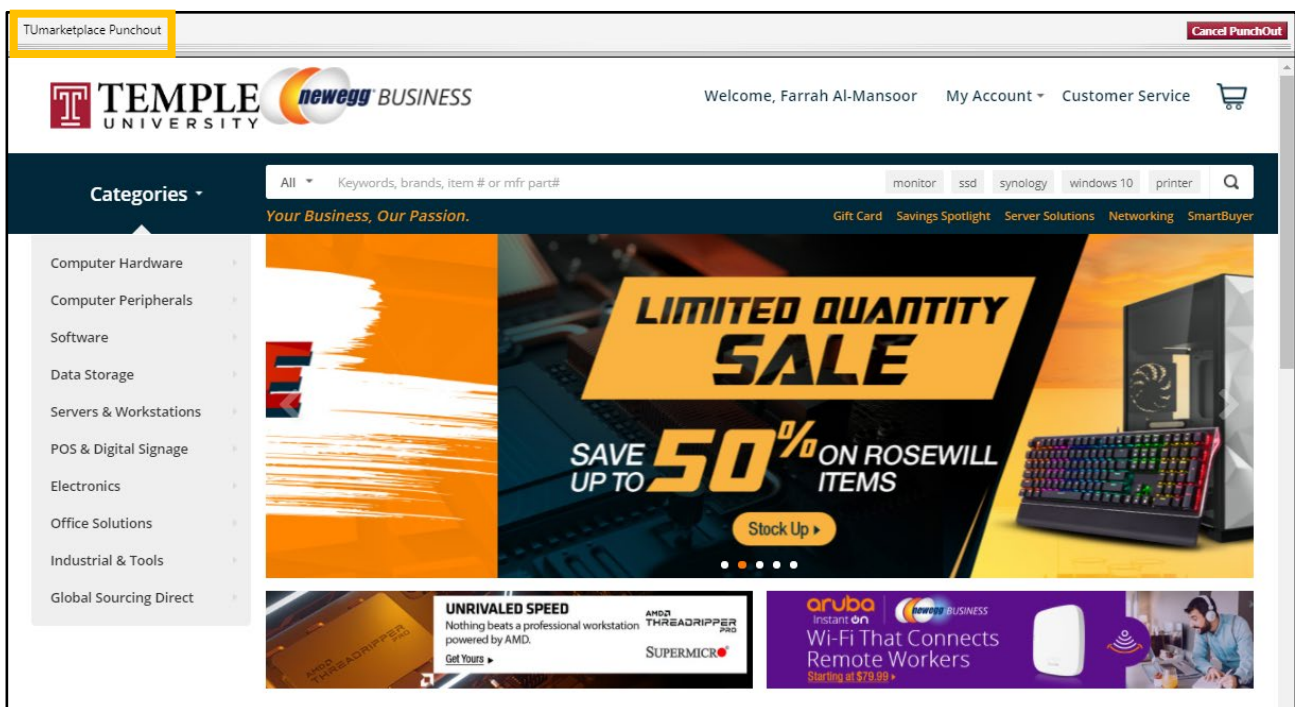 TUmarketplace Punchout
Cancel PunchOut
TEMPLE
UNIVERSITY
newegg BUSINESS
Welcome, Farrah Al-Mansoor My Account Customer Service
Categories
All Keywords, brands, item # or mfr part# monitor ssd synology windows 10 printer
Your Business, Our Passion. Gift Card Savings Spotlight Server Solutions Networking SmartBuyer
Computer Hardware
Computer Peripherals
Software
Data Storage
Servers & Workstations
POS & Digital Signage
Electronics
Office Solutions
Industrial & Tools
Global Sourcing Direct
LIMITED QUANTITY
SALE
SAVE UP TO 50% ON ROSEWILL ITEMS
Stock Up
UNRIVALED SPEED
Nothing beats a professional workstation
powered by AMD.
Get Yours
AMD
THREADRIPPER
PRO
SUPERMICRO
AMD
THREADRIPPER
PRO
aruba
Instant On
newegg BUSINESS
Wi-Fi That Connects
Remote Workers
Starting at $79.99